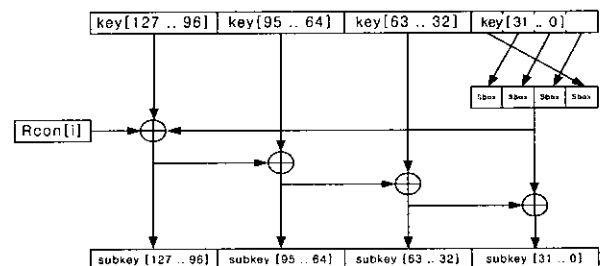 key[127 .. 96] key[95 .. 64] key[63 .. 32] key[31 .. 0]
Sbox Sbox Sbox Sbox
Rcon[i]
subkey [127 .. 96] subkey [95 .. 64] subkey [63 .. 32] subkey [31 .. 0]